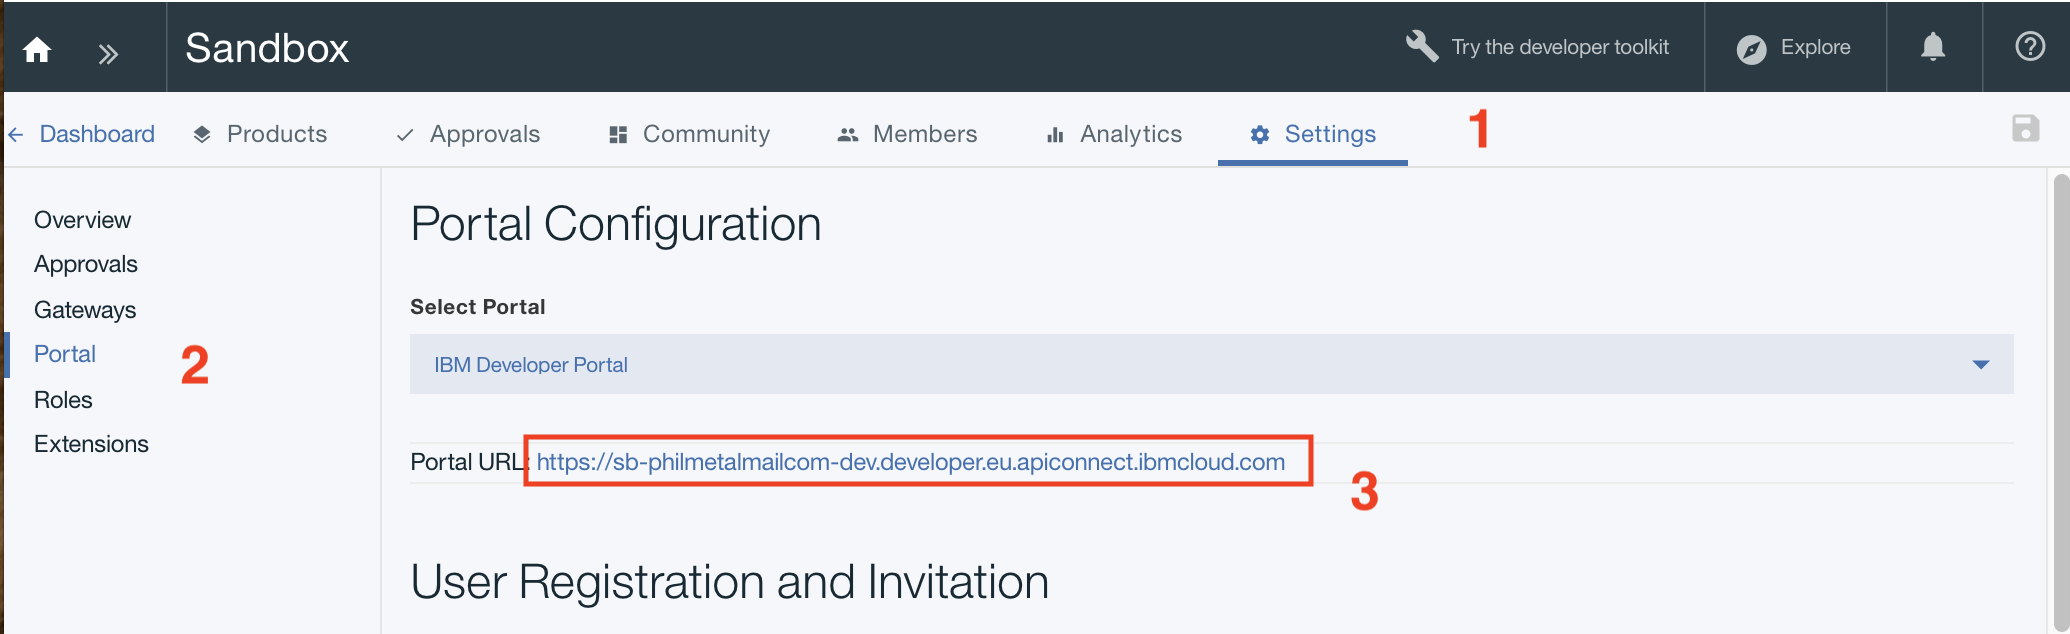 Sandbox
Try the developer toolkit
Explore
Dashboard
Products
Approvals
Community
Members
Analytics
Settings
1
Overview
Approvals
Gateways
Portal
2
Roles
Extensions
Portal Configuration
Select Portal
IBM Developer Portal
Portal URL: https://sb-philmetalmailcom-dev.developer.eu.apiconnect.ibmcloud.com
3
User Registration and Invitation